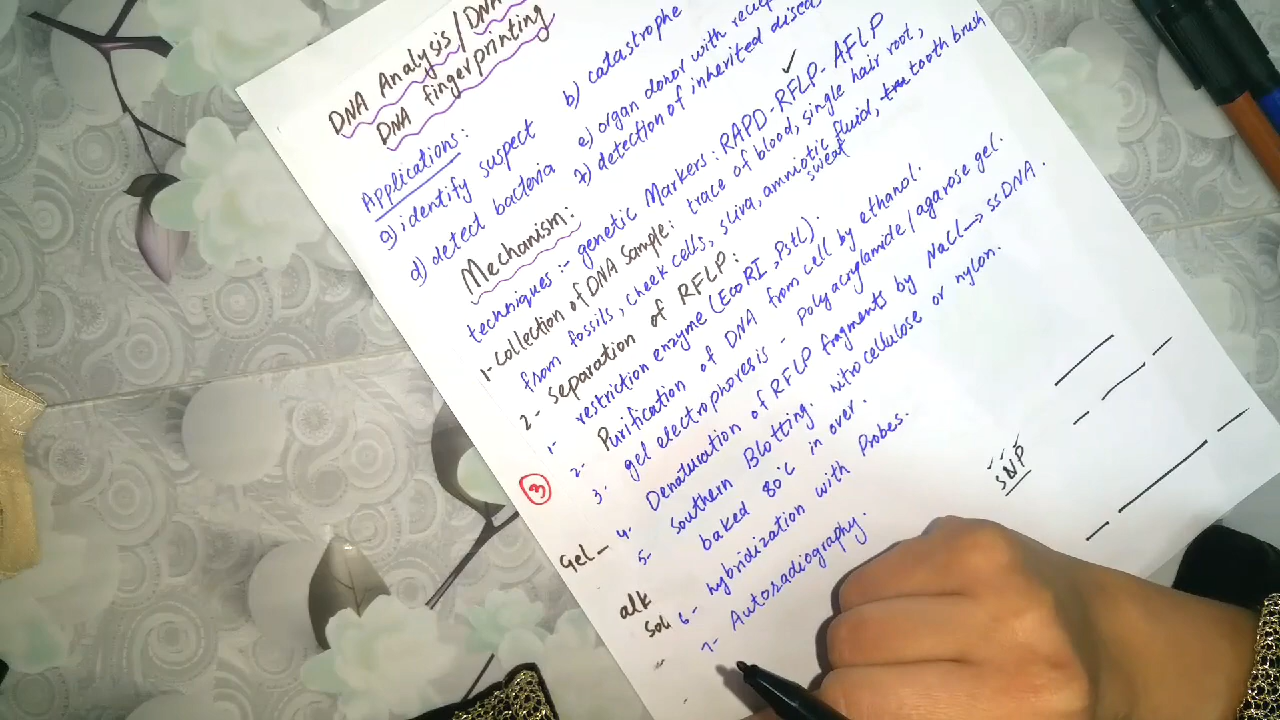 DNA Analysis/DNA
DNA fingerprinting
Applications:
a) identify suspect b) catastrophe
d) detect bacteria e) organ donor with
f) detection of inherited
Mechanism:
techniques :- genetic Markers: RAPD-RFLP-AFLP
1- Collection of DNA Sample: trace of blood, single hair root,
from fossils, cheek cells, sliva, amniotic fluid, tooth brush
sweat
2- Separation of RFLP:
1- restriction enzyme (EcoRI, PstI).
2- Purification of DNA from cell by ethanol.
3- gel electrophoresis - polyacrylamide/agarose gel.
4- Denaturation of RFLP fragments by NaCl → ssDNA.
5- Southern Blotting. nitrocellulose or nylon.
baked 80°C in over.
6- hybridization with Probes.
7- Autoradiography.
3
Gel -
alk
Sol
SNP